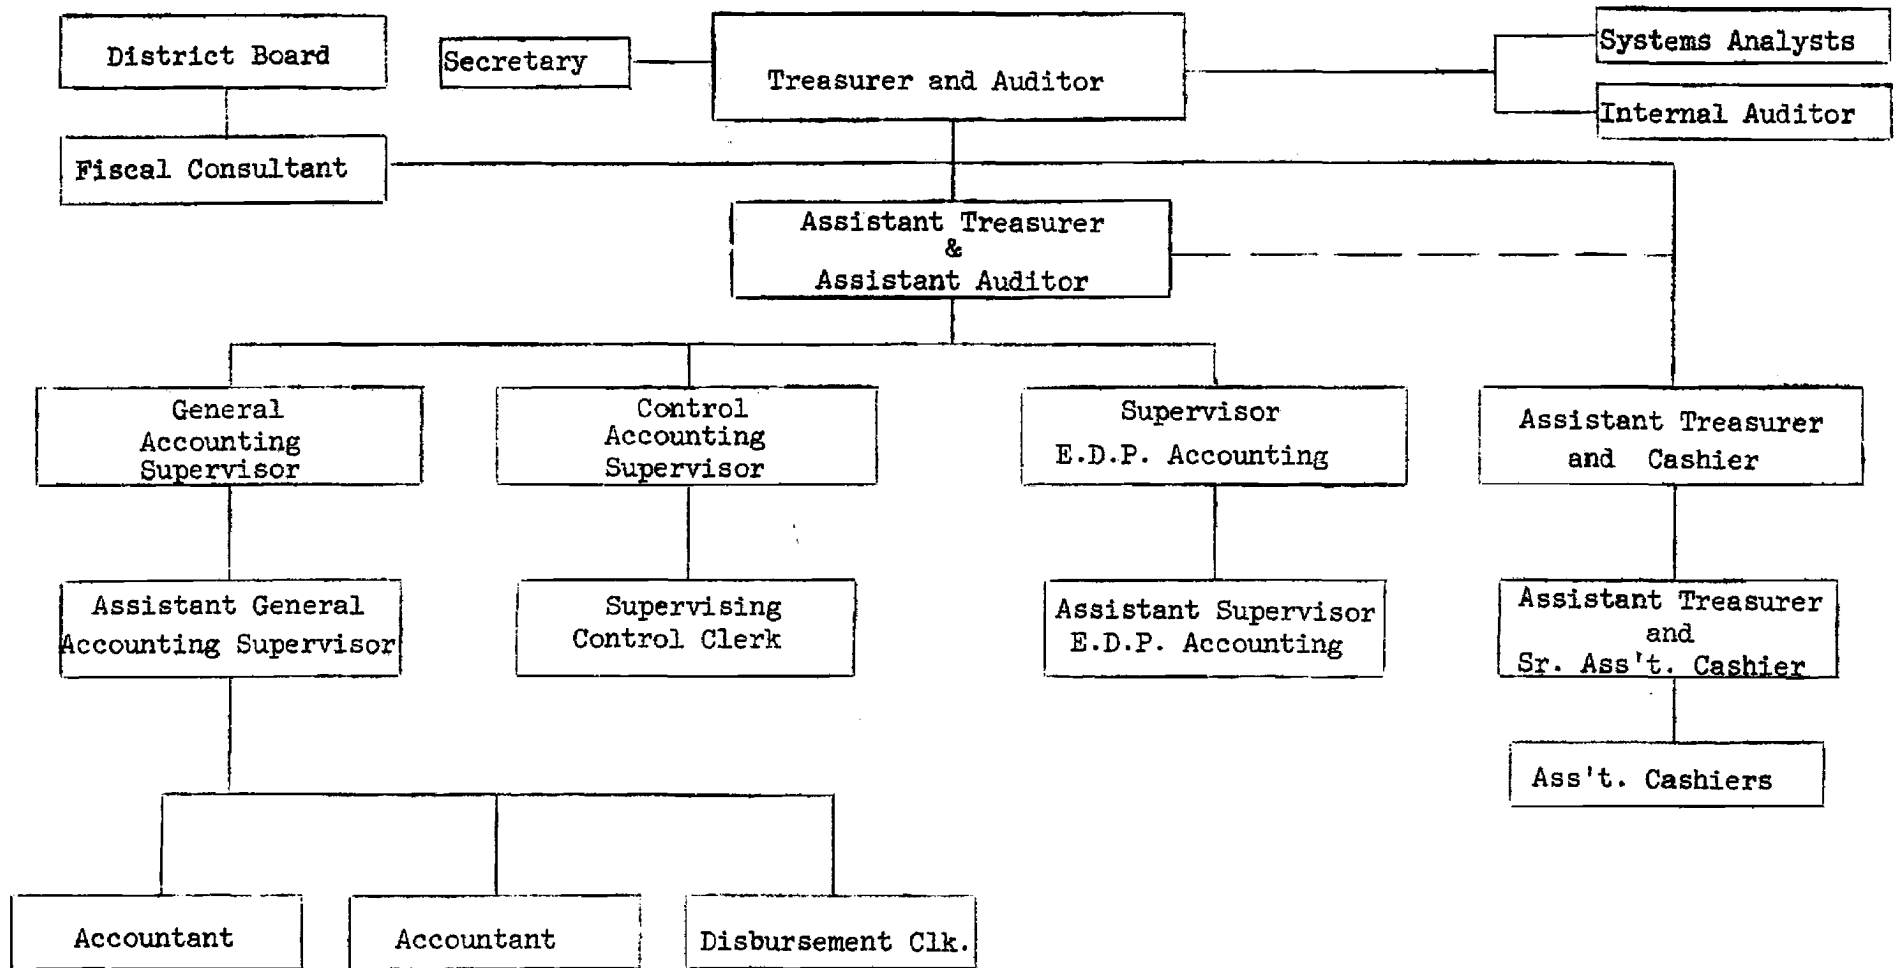 District Board
Secretary
Treasurer and Auditor
Systems Analysts
Internal Auditor
Fiscal Consultant
Assistant Treasurer
&
Assistant Auditor
General
Accounting
Supervisor
Control
Accounting
Supervisor
Supervisor
E.D.P. Accounting
Assistant Treasurer
and Cashier
Assistant General
Accounting Supervisor
Supervising
Control Clerk
Assistant Supervisor
E.D.P. Accounting
Assistant Treasurer
and
Sr. Ass't. Cashier
Ass't. Cashiers
Accountant
Accountant
Disbursement Clk.